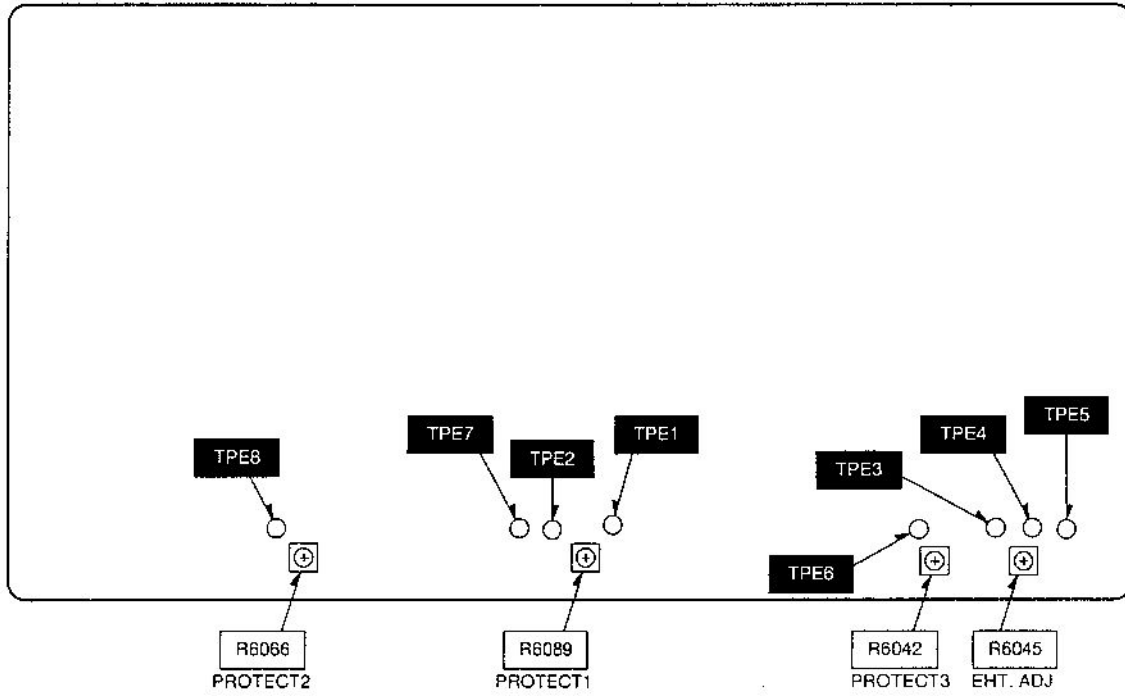 TPE5
TPE7
TPE1
TPE4
TPE8
TPE2
TPE3
TPE6
R6066
PROTECT2
R6089
PROTECT1
R6042
PROTECT3
R6045
EHT. ADJ